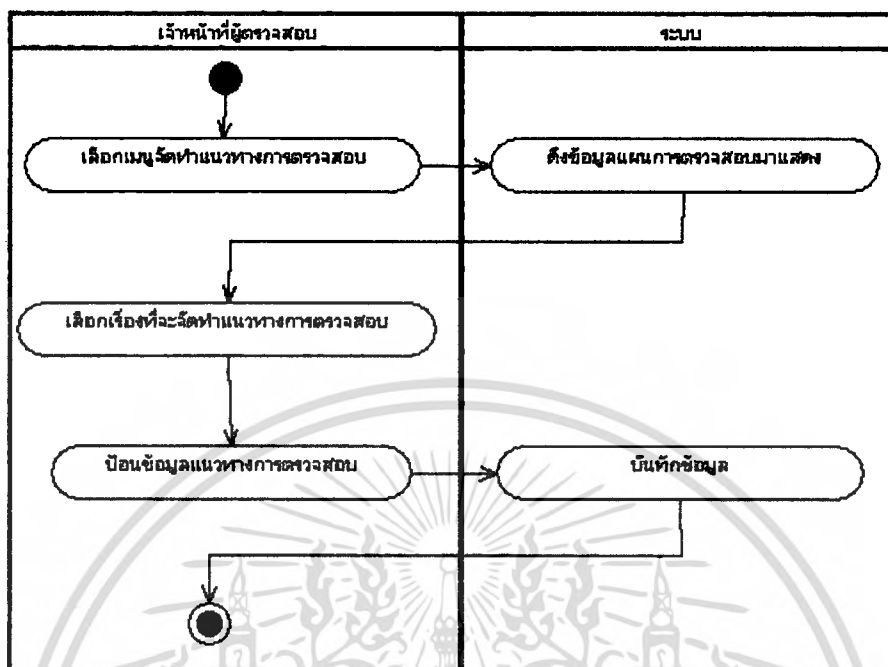 เจ้าหน้าที่ผู้ตรวจสอบ
ระบบ
เลือกเมนูจัดทำแนวทางการตรวจสอบ
ดึงข้อมูลแผนการตรวจสอบมาแสดง
เลือกเรื่องที่จะจัดทำแนวทางการตรวจสอบ
ป้อนข้อมูลแนวทางการตรวจสอบ
บันทึกข้อมูล